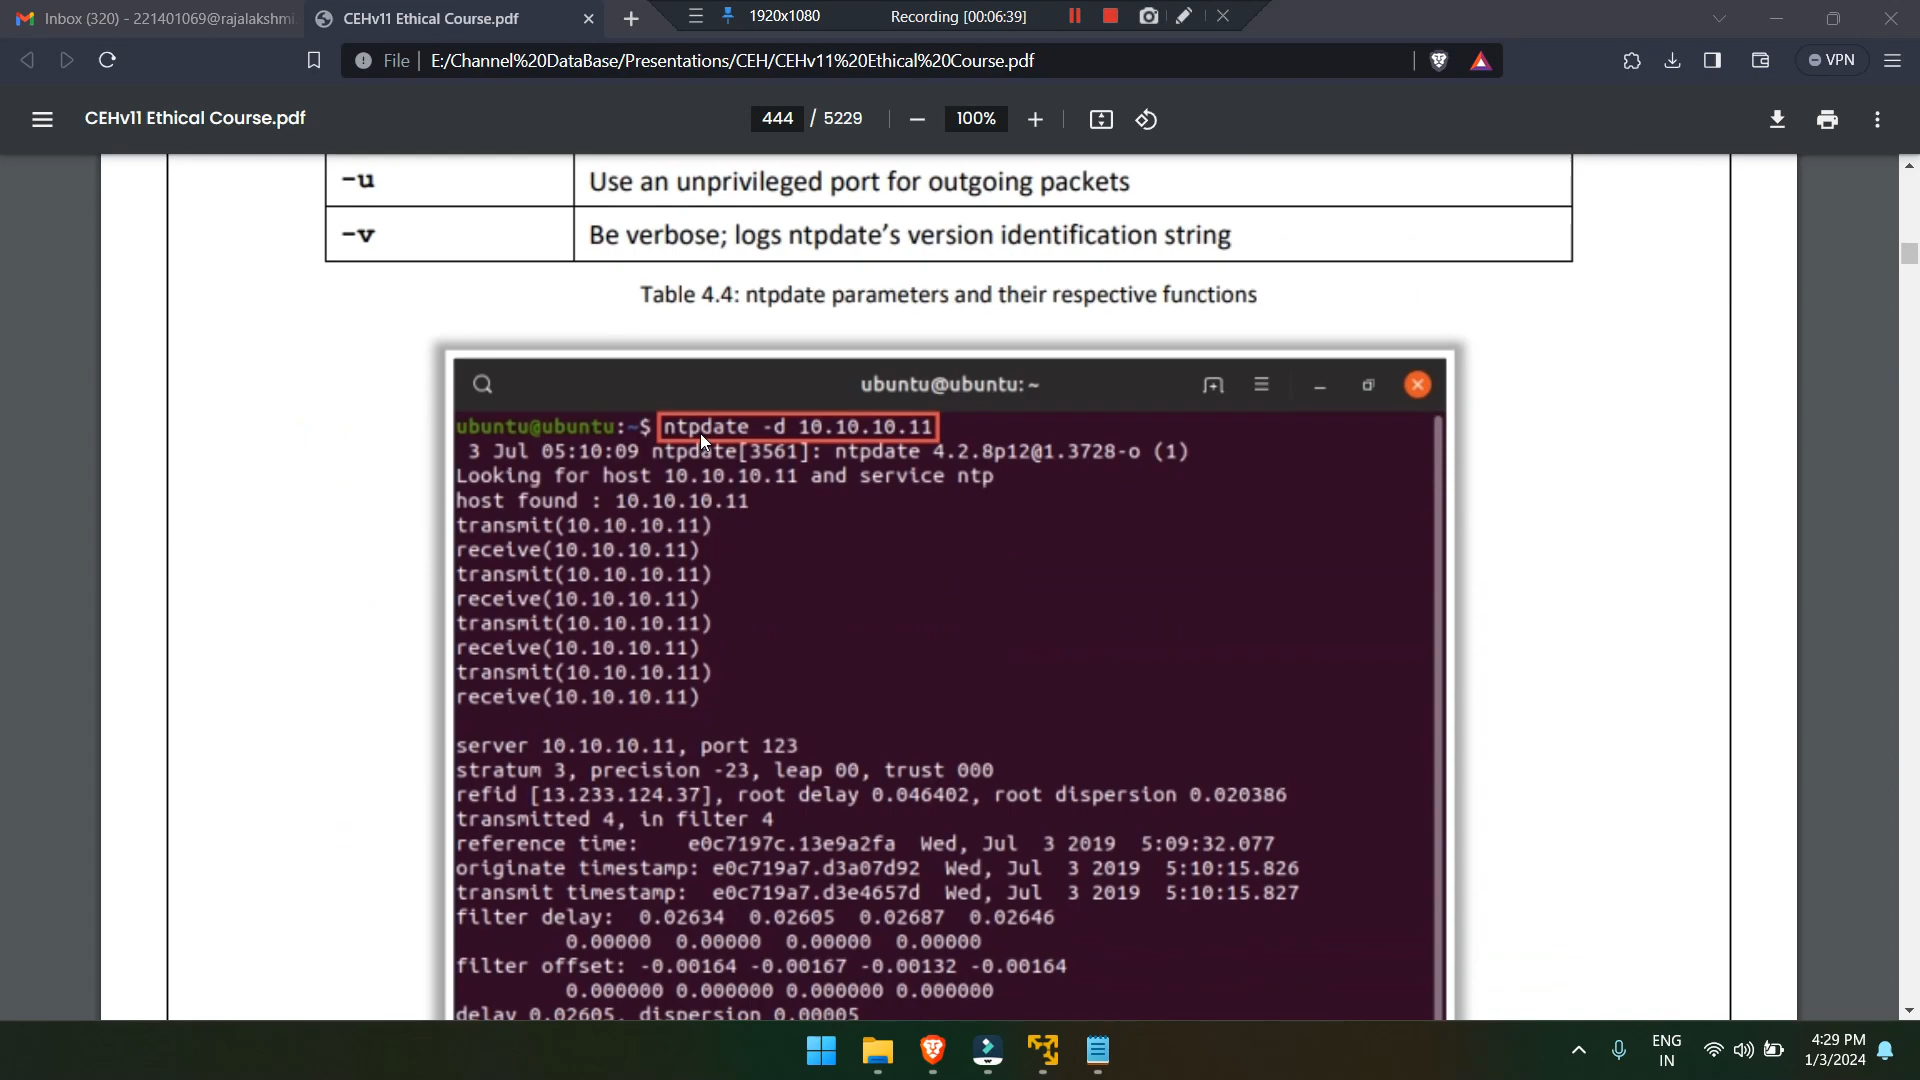 Inbox (320) - 221401069@rajalakshmi.
CEHv11 Ethical Course.pdf
1920x1080
Recording [00:06:39]
File
E:/Channel%20DataBase/Presentations/CEH/CEHv11%20Ethical%20Course.pdf
VPN
CEHv11 Ethical Course.pdf
444 / 5229
100%
-u Use an unprivileged port for outgoing packets
-v Be verbose; logs ntpdate's version identification string
Table 4.4: ntpdate parameters and their respective functions
ubuntu@ubuntu: ~
ubuntu@ubuntu:~$ ntpdate -d 10.10.10.11
3 Jul 05:10:09 ntpdate[3561]: ntpdate 4.2.8p12@1.3728-o (1)
Looking for host 10.10.10.11 and service ntp
host found : 10.10.10.11
transmit(10.10.10.11)
receive(10.10.10.11)
transmit(10.10.10.11)
receive(10.10.10.11)
transmit(10.10.10.11)
receive(10.10.10.11)
transmit(10.10.10.11)
receive(10.10.10.11)
server 10.10.10.11, port 123
stratum 3, precision -23, leap 00, trust 000
refid [13.233.124.37], root delay 0.046402, root dispersion 0.020386
transmitted 4, in filter 4
reference time: e0c7197c.13e9a2fa Wed, Jul 3 2019 5:09:32.077
originate timestamp: e0c719a7.d3a07d92 Wed, Jul 3 2019 5:10:15.826
transmit timestamp: e0c719a7.d3e4657d Wed, Jul 3 2019 5:10:15.827
filter delay: 0.02634 0.02605 0.02687 0.02646
0.00000 0.00000 0.00000 0.00000
filter offset: -0.00164 -0.00167 -0.00132 -0.00164
0.000000 0.000000 0.000000 0.000000
delay 0.02605, dispersion 0.00005
ENG
IN
4:29 PM
1/3/2024